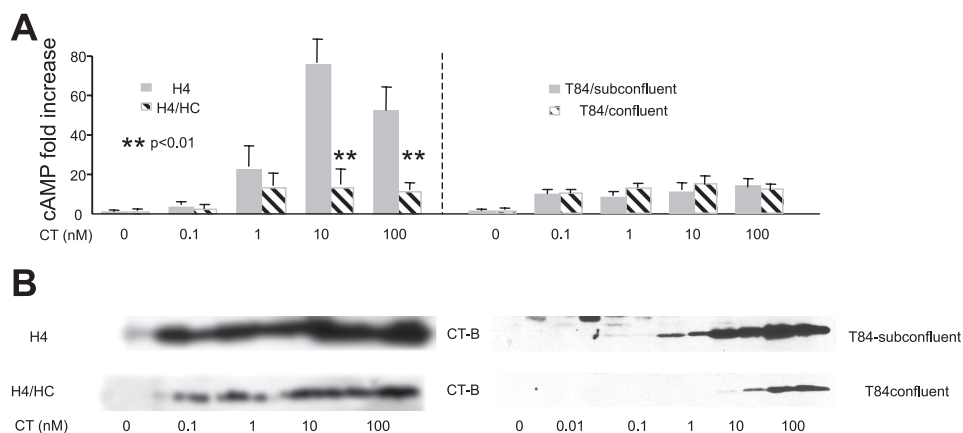 A
cAMP fold increase
80
60
40
20
0
H4
H4/HC
** p<0.01
**
**
T84/subconfluent
T84/confluent
CT (nM)
0 0.1 1 10 100 0 0.1 1 10 100
B
H4 CT-B T84-subconfluent
H4/HC CT-B T84confluent
CT (nM) 0 0.1 1 10 100 0 0.01 0.1 1 10 100